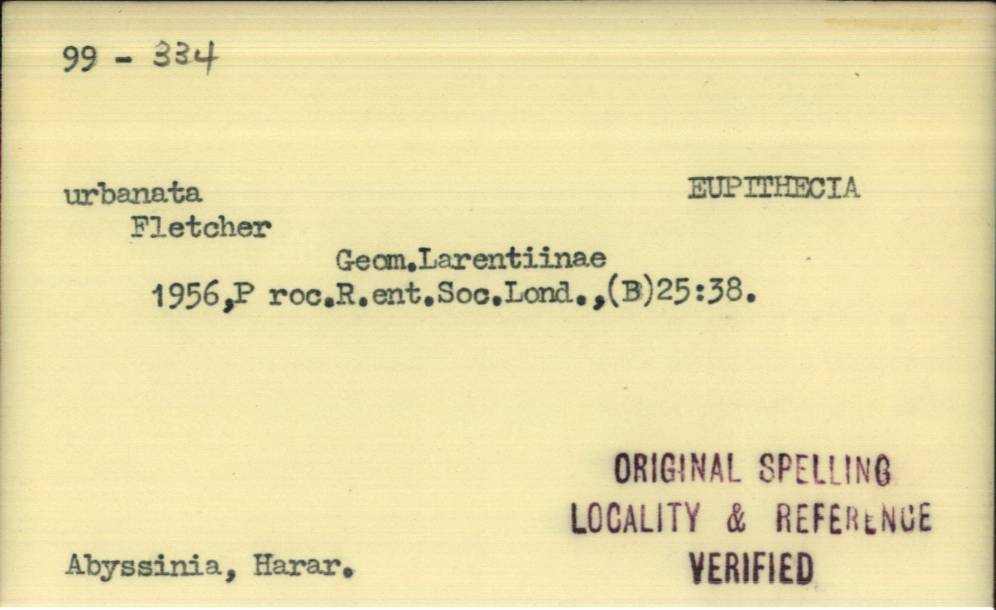 99 - 334
urbanata EUPITHECIA
Fletcher
Geom.Larentiinae
1956,P roc.R.ent.Soc.Lond.,(B)25:38.
ORIGINAL SPELLING
LOCALITY & REFERENCE
Abyssinia, Harar. VERIFIED